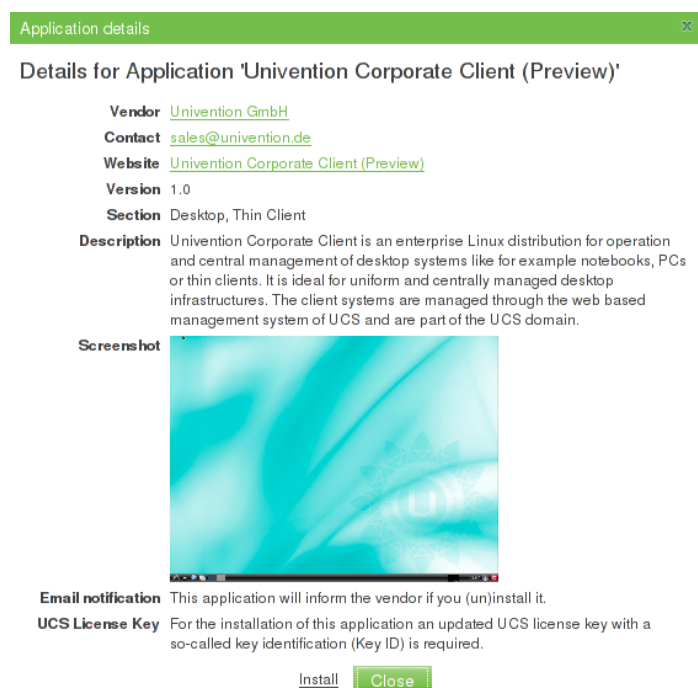 Application details
Details for Application 'Univention Corporate Client (Preview)'
Vendor Univention GmbH
Contact sales@univention.de
Website Univention Corporate Client (Preview)
Version 1.0
Section Desktop, Thin Client
Description Univention Corporate Client is an enterprise Linux distribution for operation
and central management of desktop systems like for example notebooks, PCs
or thin clients. It is ideal for uniform and centrally managed desktop
infrastructures. The client systems are managed through the web based
management system of UCS and are part of the UCS domain.
Screenshot
u
Email notification This application will inform the vendor if you (un)install it.
UCS License Key For the installation of this application an updated UCS license key with a
so-called key identification (Key ID) is required.
Install Close